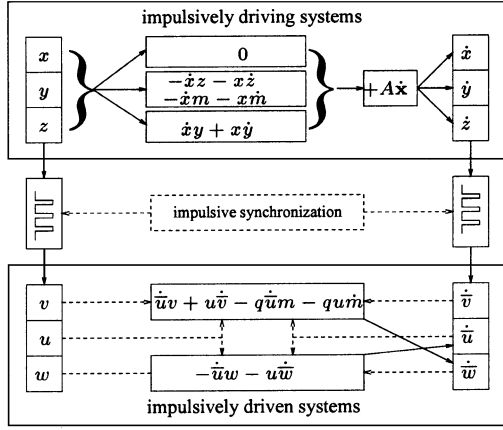 impulsively driving systems
x
y
z
0
−ẋz − xż
−ẋm − xṁ
ẋy + xẏ
+Aẋ
ẋ
ẏ
ż
impulsive synchronization
v
u
w
u̅̇v + uv̅̇ − qu̅̇m − quṁ
−u̅̇w − uw̅̇
v̅̇
u̅̇
w̅̇
impulsively driven systems